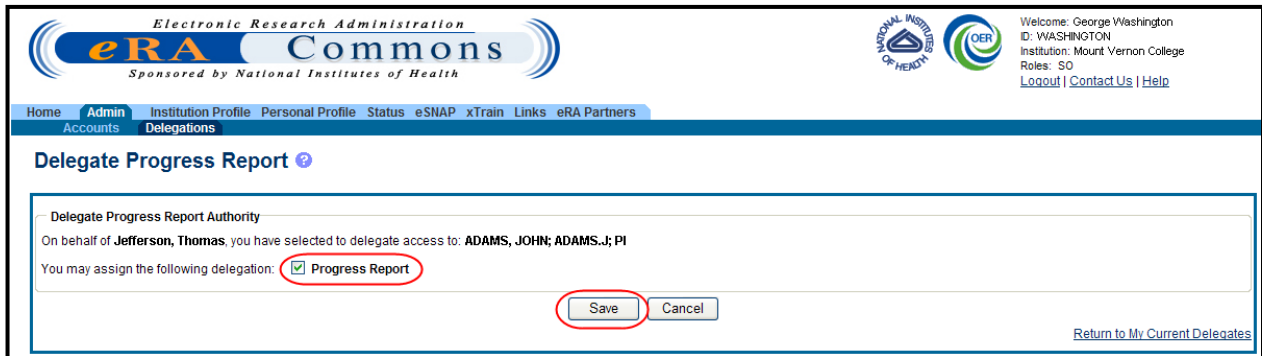 Electronic Research Administration
eRA Commons
Sponsored by National Institutes of Health
NATIONAL INSTITUTES OF HEALTH
OER
Welcome: George Washington
ID: WASHINGTON
Institution: Mount Vernon College
Roles: SO
Logout | Contact Us | Help
Home Admin Institution Profile Personal Profile Status eSNAP xTrain Links eRA Partners
Accounts Delegations
Delegate Progress Report ?
Delegate Progress Report Authority
On behalf of Jefferson, Thomas, you have selected to delegate access to: ADAMS, JOHN; ADAMS.J; PI
You may assign the following delegation: Progress Report
Save Cancel
Return to My Current Delegates